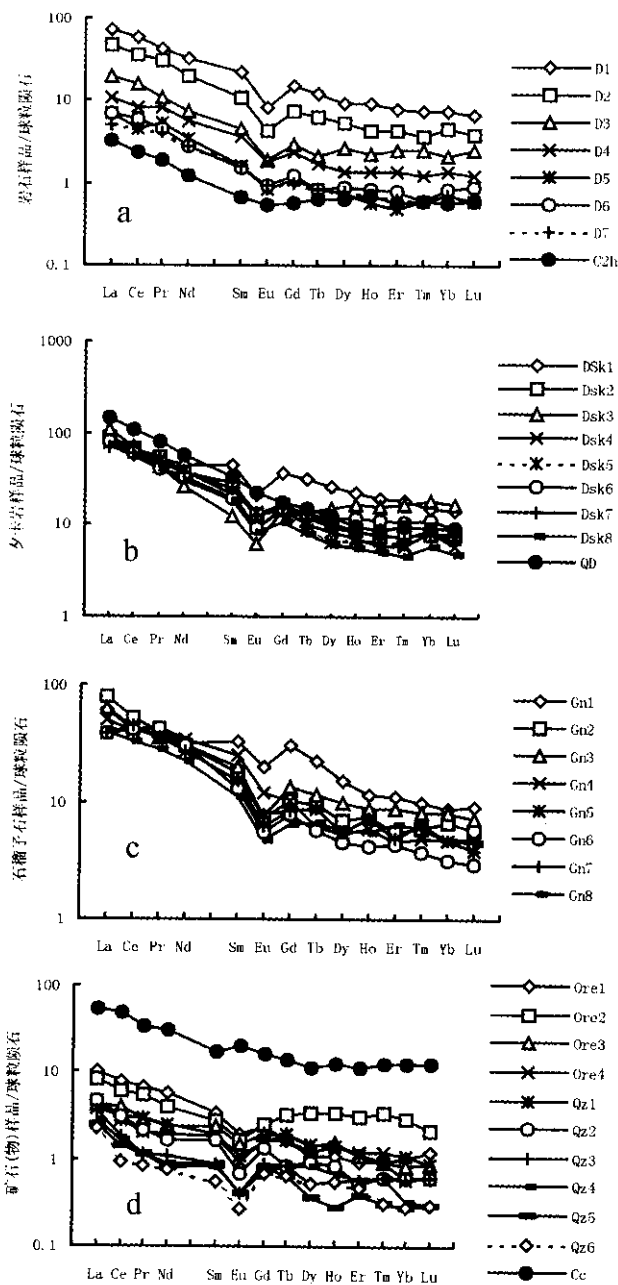 100
10
1
0.1
岩石样品/球粒陨石
a
La Ce Pr Nd Sm Eu Gd Tb Dy Ho Er Tm Yb Lu
D1
D2
D3
D4
D5
D6
D7
C2h
1000
100
10
1
夕卡岩样品/球粒陨石
b
La Ce Pr Nd Sm Eu Gd Tb Dy Ho Er Tm Yb Lu
DSk1
Dsk2
Dsk3
Dsk4
Dsk5
Dsk6
Dsk7
Dsk8
QD
100
10
1
石榴子石样品/球粒陨石
c
La Ce Pr Nd Sm Eu Gd Tb Dy Ho Er Tm Yb Lu
Gn1
Gn2
Gn3
Gn4
Gn5
Gn6
Gn7
Gn8
100
10
1
0.1
矿石(物)样品/球粒陨石
d
La Ce Pr Nd Sm Eu Gd Tb Dy Ho Er Tm Yb Lu
Ore1
Ore2
Ore3
Ore4
Qz1
Qz2
Qz3
Qz4
Qz5
Qz6
Cc